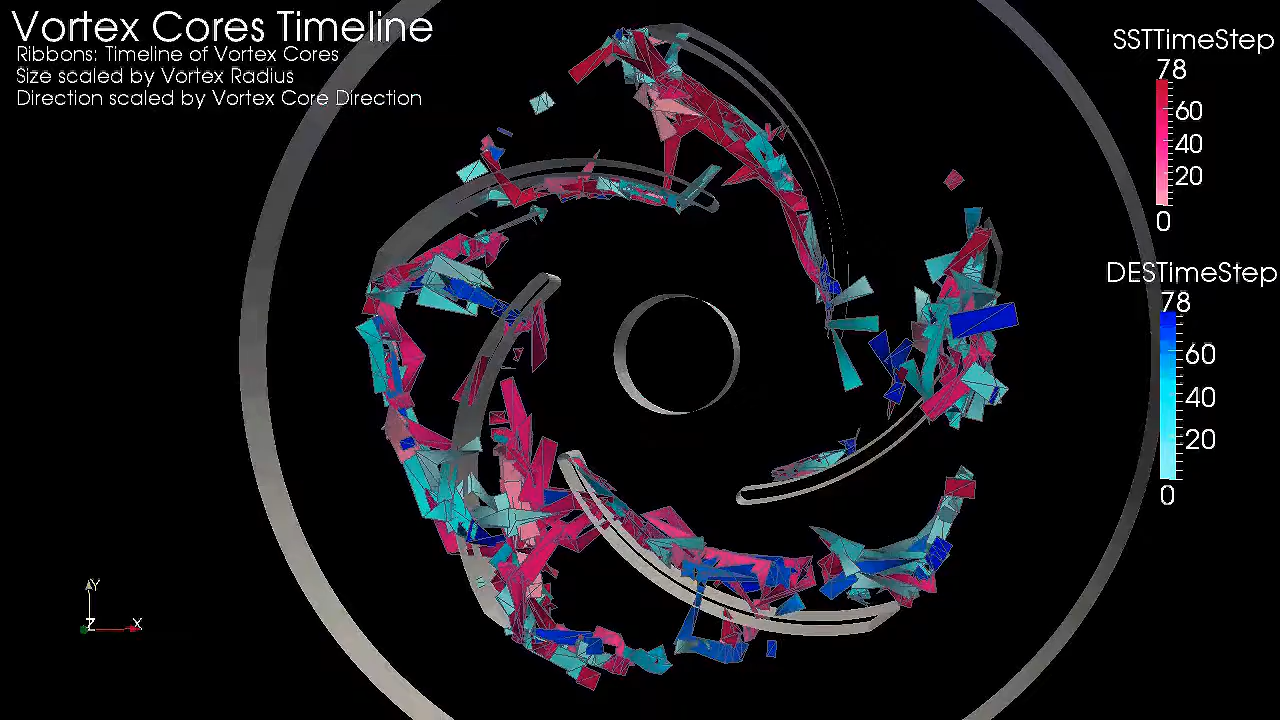 Vortex Cores Timeline
Ribbons: Timeline of Vortex Cores
Size scaled by Vortex Radius
Direction scaled by Vortex Core Direction
SSTTimeStep
78
60
40
20
0
DESTimeStep
78
60
40
20
0
Y
Z
X